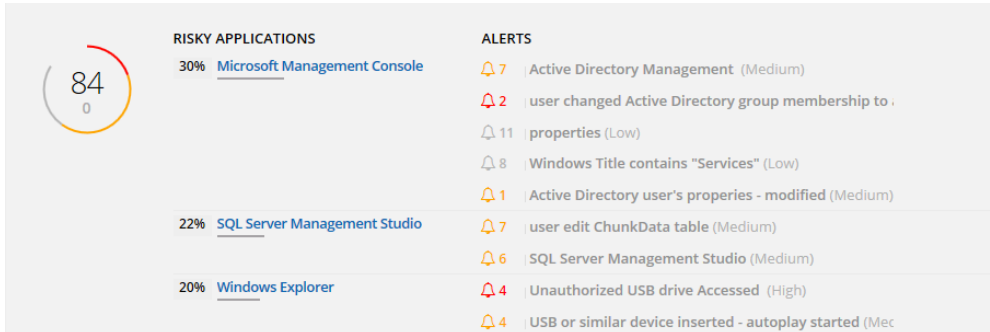 RISKY APPLICATIONS ALERTS
84
0
30% Microsoft Management Console 7 Active Directory Management (Medium)
2 user changed Active Directory group membership to
11 properties (Low)
8 Windows Title contains "Services" (Low)
1 Active Directory user's properies - modified (Medium)
22% SQL Server Management Studio 7 user edit ChunkData table (Medium)
6 SQL Server Management Studio (Medium)
20% Windows Explorer 4 Unauthorized USB drive Accessed (High)
4 USB or similar device inserted - autoplay started (Med